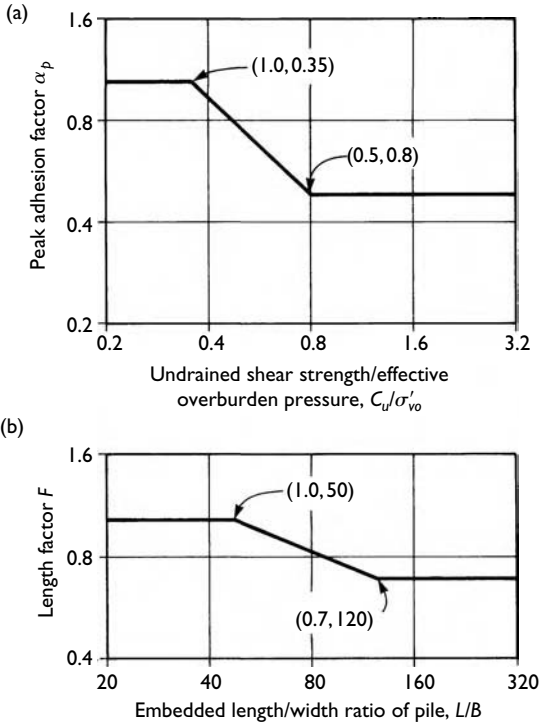 (a)
1.6
(1.0, 0.35)
0.8
(0.5, 0.8)
0.4
0.2
Peak adhesion factor αp
0.2 0.4 0.8 1.6 3.2
Undrained shear strength/effective
overburden pressure, Cu/σ′vo
(b)
1.6
(1.0, 50)
0.8
(0.7, 120)
0.4
Length factor F
20 40 80 160 320
Embedded length/width ratio of pile, L/B